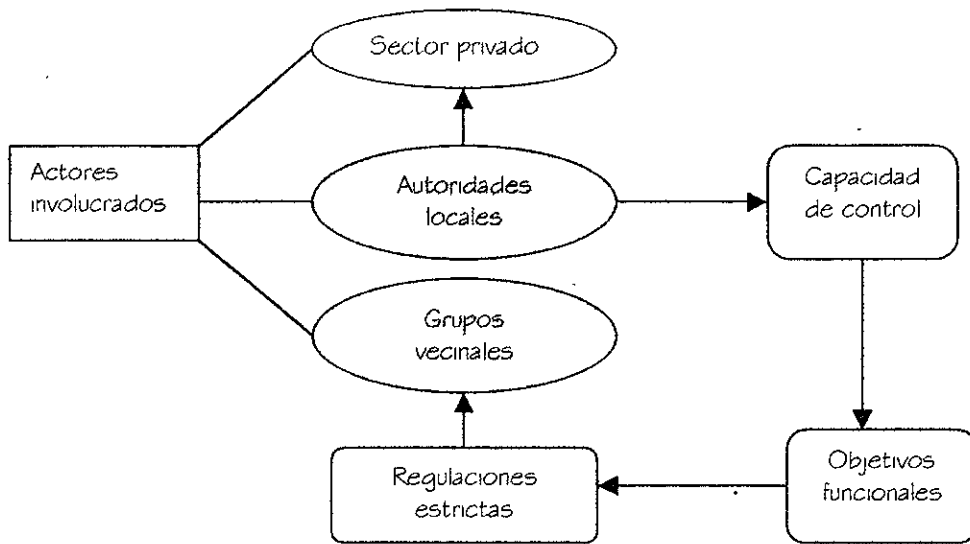 Sector privado
Actores
involucrados
Autoridades
locales
Capacidad
de control
Grupos
vecinales
Regulaciones
estrictas
Objetivos
funcionales